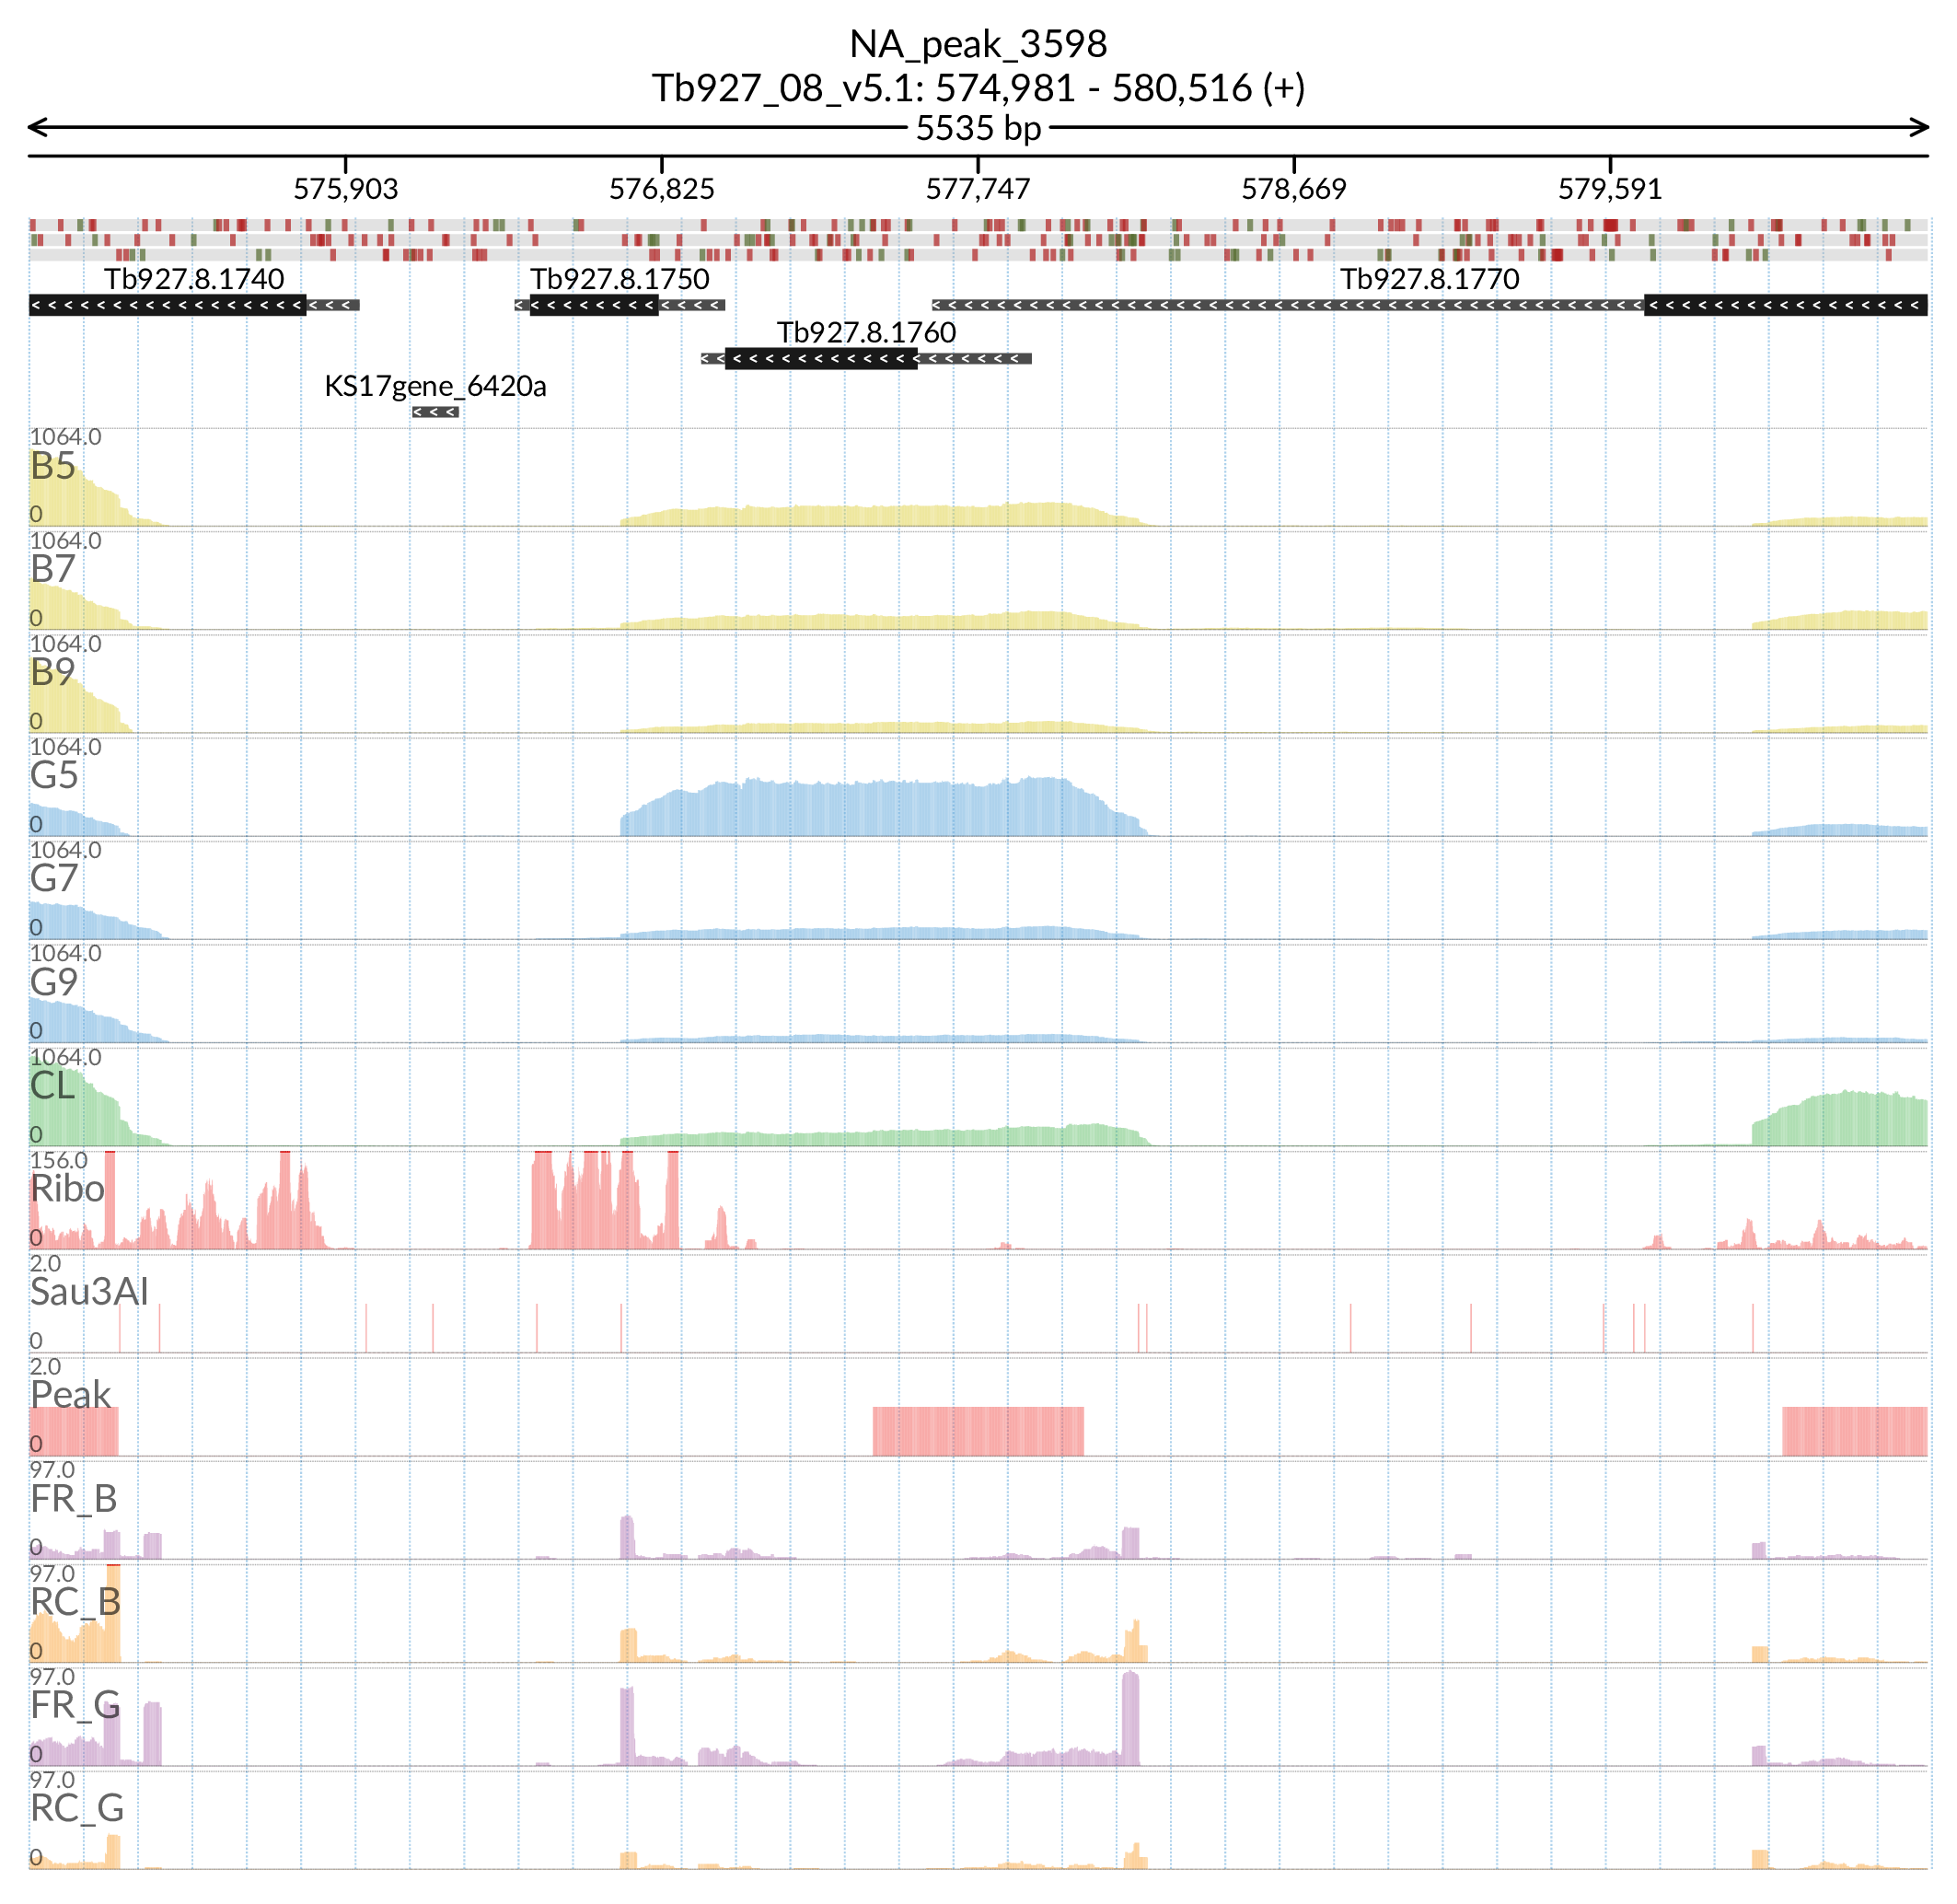 NA_peak_3598
Tb927_08_v5.1: 574,981 - 580,516 (+)
5535 bp
575,903 576,825 577,747 578,669 579,591
Tb927.8.1740 Tb927.8.1750 Tb927.8.1770
Tb927.8.1760
KS17gene_6420a
1064.0
B5
0
1064.0
B7
0
1064.0
B9
0
1064.0
G5
0
1064.0
G7
0
1064.0
G9
0
1064.0
CL
0
156.0
Ribo
0
2.0
Sau3AI
0
2.0
Peak
0
97.0
FR_B
0
97.0
RC_B
0
97.0
FR_G
0
97.0
RC_G
0